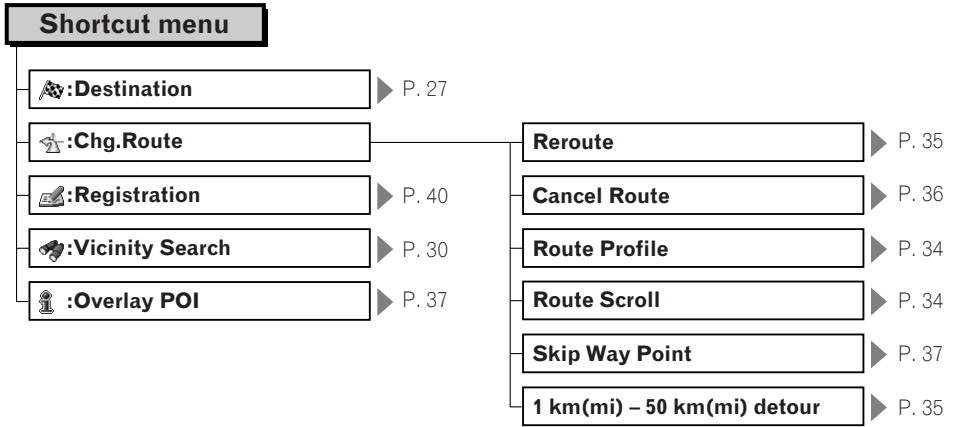 Shortcut menu
:Destination P. 27
:Chg.Route
:Registration P. 40
:Vicinity Search P. 30
:Overlay POI P. 37
Reroute P. 35
Cancel Route P. 36
Route Profile P. 34
Route Scroll P. 34
Skip Way Point P. 37
1 km(mi) – 50 km(mi) detour P. 35